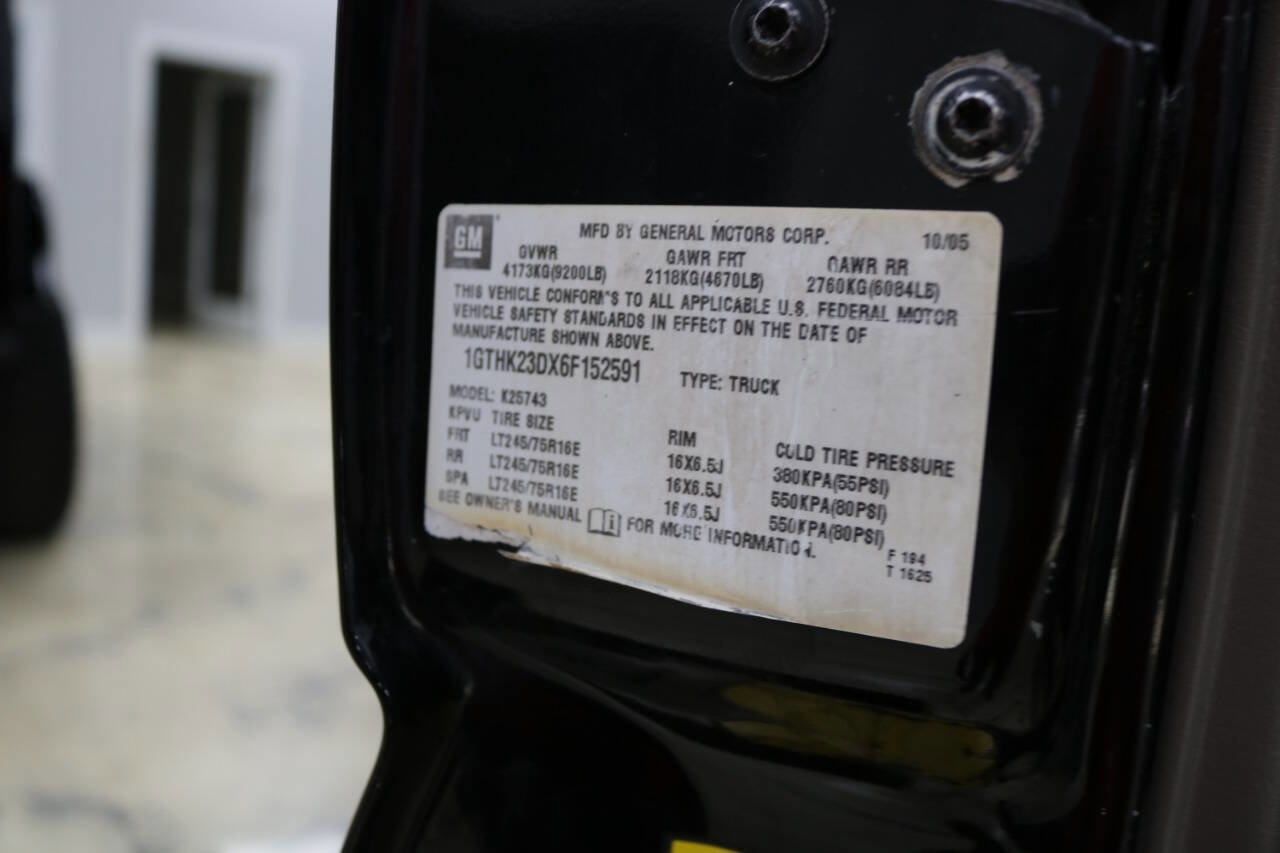 GM
MFD BY GENERAL MOTORS CORP. 10/05
GVWR GAWR FRT GAWR RR
4173KG(9200LB) 2118KG(4670LB) 2760KG(6084LB)
THIS VEHICLE CONFORMS TO ALL APPLICABLE U.S. FEDERAL MOTOR
VEHICLE SAFETY STANDARDS IN EFFECT ON THE DATE OF
MANUFACTURE SHOWN ABOVE.
1GTHK23DX6F152591 TYPE: TRUCK
MODEL: K25743
KPVU TIRE SIZE RIM COLD TIRE PRESSURE
FRT LT245/75R16E 16X6.5J 380KPA(55PSI)
RR LT245/75R16E 16X6.5J 550KPA(80PSI)
SPA LT245/75R16E 16X6.5J 550KPA(80PSI)
SEE OWNER'S MANUAL FOR MORE INFORMATION.
F 194
T 1625